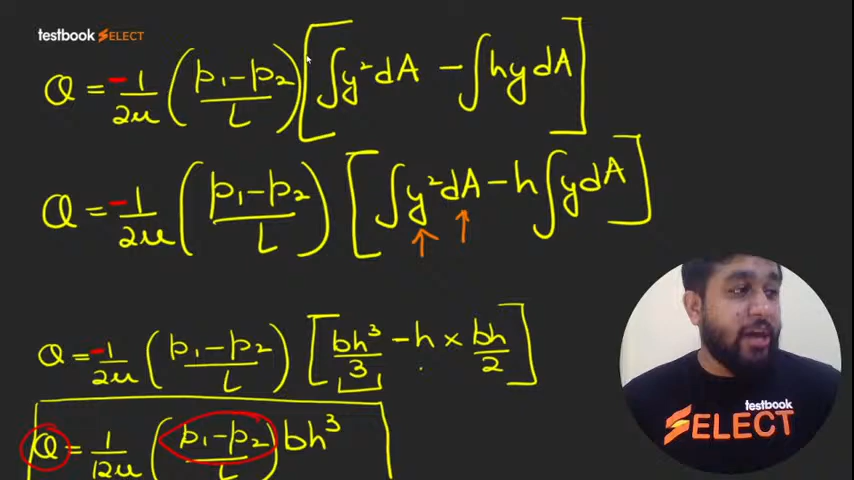 testbook SELECT
Q = -1/2μ (p₁-p₂/L) [∫y²dA - ∫hydA]
Q = -1/2μ (p₁-p₂/L) [∫y²dA - h∫ydA]
Q = -1/2μ (p₁-p₂/L) [bh³/3 - h × bh/2]
Q = 1/12μ (p₁-p₂/L) bh³
testbook
SELECT